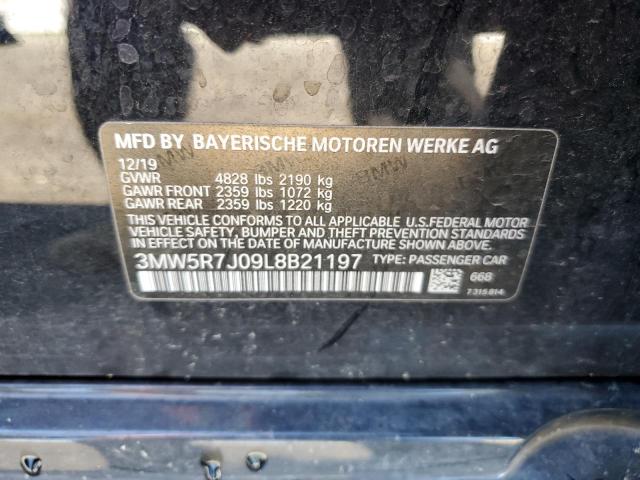 MFD BY BAYERISCHE MOTOREN WERKE AG
12/19
GVWR 4828 lbs 2190 kg
GAWR FRONT 2359 lbs 1072 kg
GAWR REAR 2359 lbs 1220 kg
THIS VEHICLE CONFORMS TO ALL APPLICABLE U.S.FEDERAL MOTOR
VEHICLE SAFETY, BUMPER AND THEFT PREVENTION
STANDARDS IN EFFECT ON THE DATE OF MANUFACTURE SHOWN ABOVE.
3MW5R7J09L8B21197 TYPE: PASSENGER CAR
668
7315814